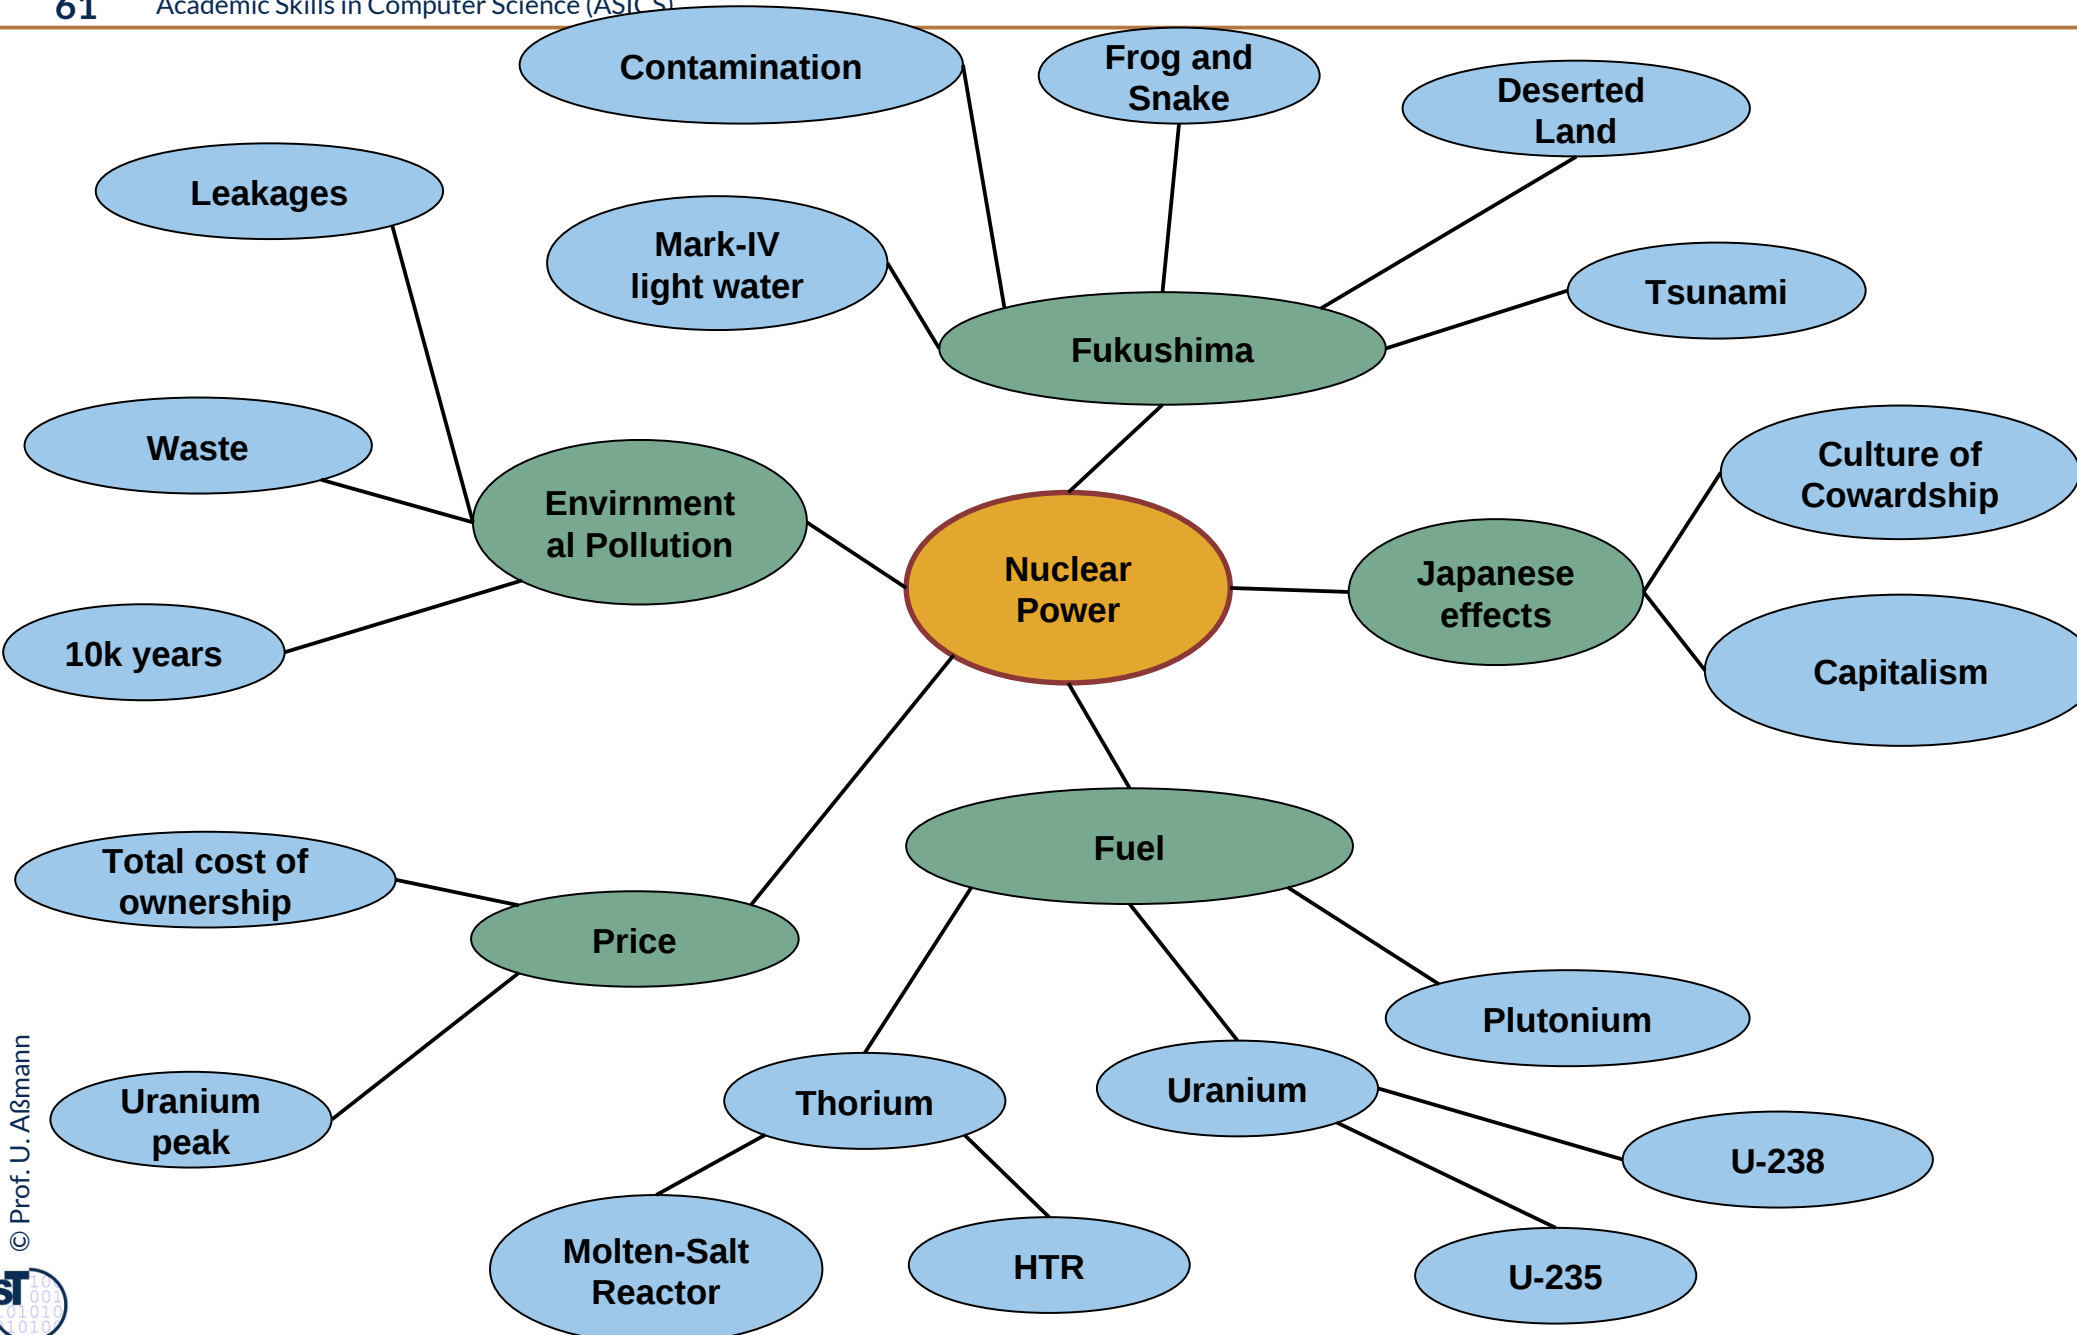 61 Academic Skills in Computer Science (ASICS)
Contamination
Frog and
Snake
Deserted
Land
Leakages
Mark-IV
light water
Tsunami
Fukushima
Waste
Envirnment
al Pollution
Culture of
Cowardship
Nuclear
Power
Japanese
effects
10k years
Capitalism
Total cost of
ownership
Fuel
Price
Plutonium
Uranium
peak
Thorium
Uranium
U-238
Molten-Salt
Reactor
HTR
U-235
© Prof. U. Aßmann
sT